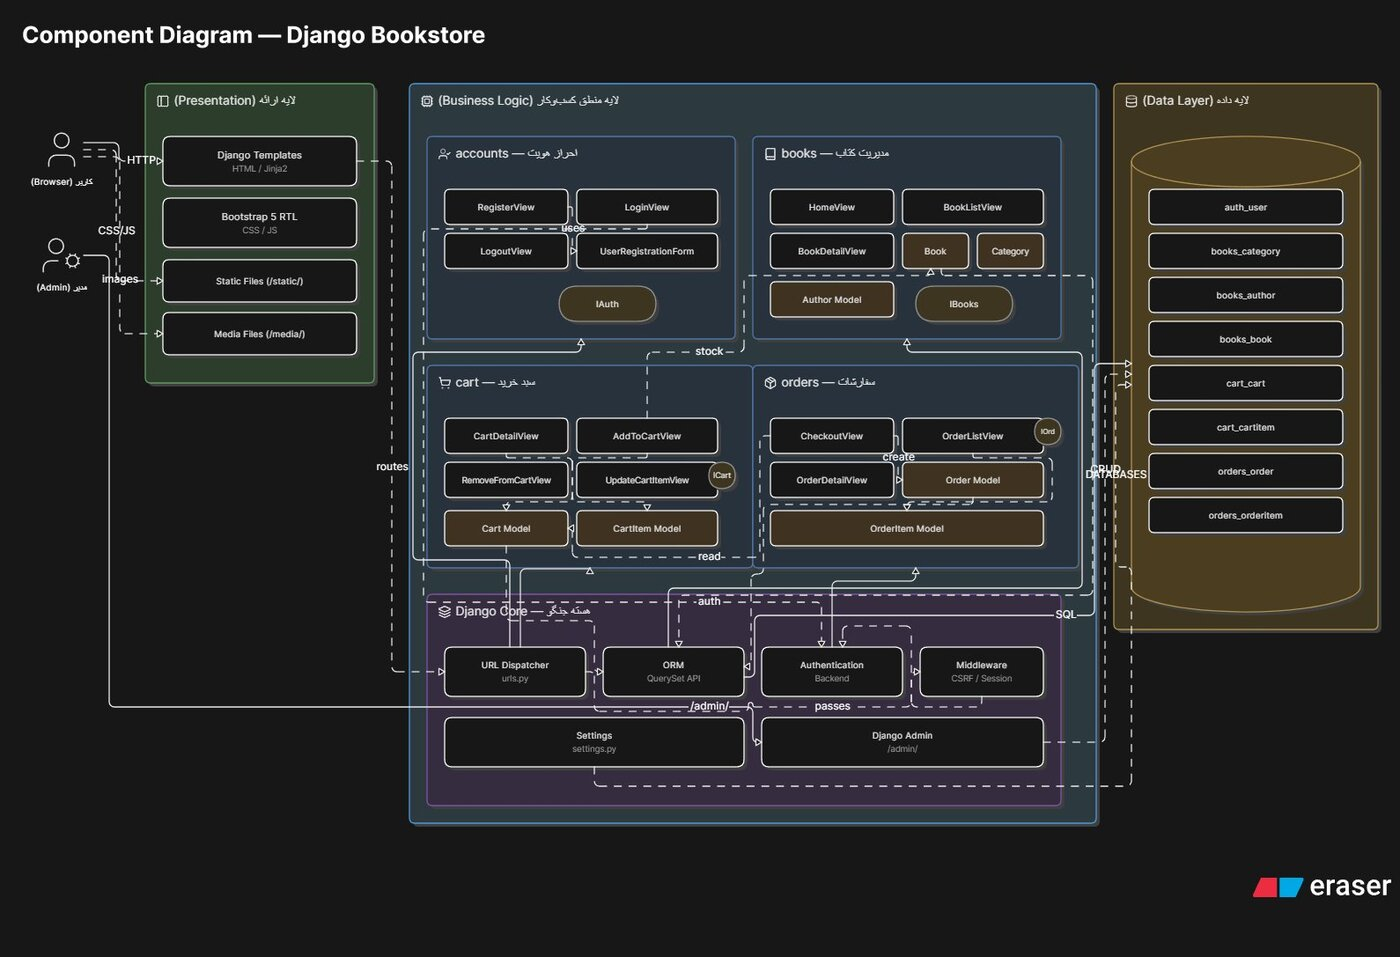 Component Diagram — Django Bookstore
(Presentation) لایه ارائه
Django Templates
HTML / Jinja2
Bootstrap 5 RTL
CSS / JS
Static Files (/static/)
Media Files (/media/)
کاربر (Browser)
مدیر (Admin)
HTTP
CSS/JS
images
routes
(Business Logic) لایه منطق کسب‌وکار
accounts — احراز هویت
RegisterView
LoginView
uses
LogoutView
UserRegistrationForm
IAuth
books — مدیریت کتاب
HomeView
BookListView
BookDetailView
Book
Category
Author Model
IBooks
stock
cart — سبد خرید
CartDetailView
AddToCartView
RemoveFromCartView
UpdateCartItemView
ICart
Cart Model
CartItem Model
read
orders — سفارشات
CheckoutView
OrderListView
IOrd
create
OrderDetailView
Order Model
OrderItem Model
auth
Django Core — هسته جنگو
SQL
URL Dispatcher
urls.py
ORM
QuerySet API
Authentication
Backend
Middleware
CSRF / Session
/admin/
passes
Settings
settings.py
Django Admin
/admin/
CRUD
DATABASES
(Data Layer) لایه داده
auth_user
books_category
books_author
books_book
cart_cart
cart_cartitem
orders_order
orders_orderitem
eraser